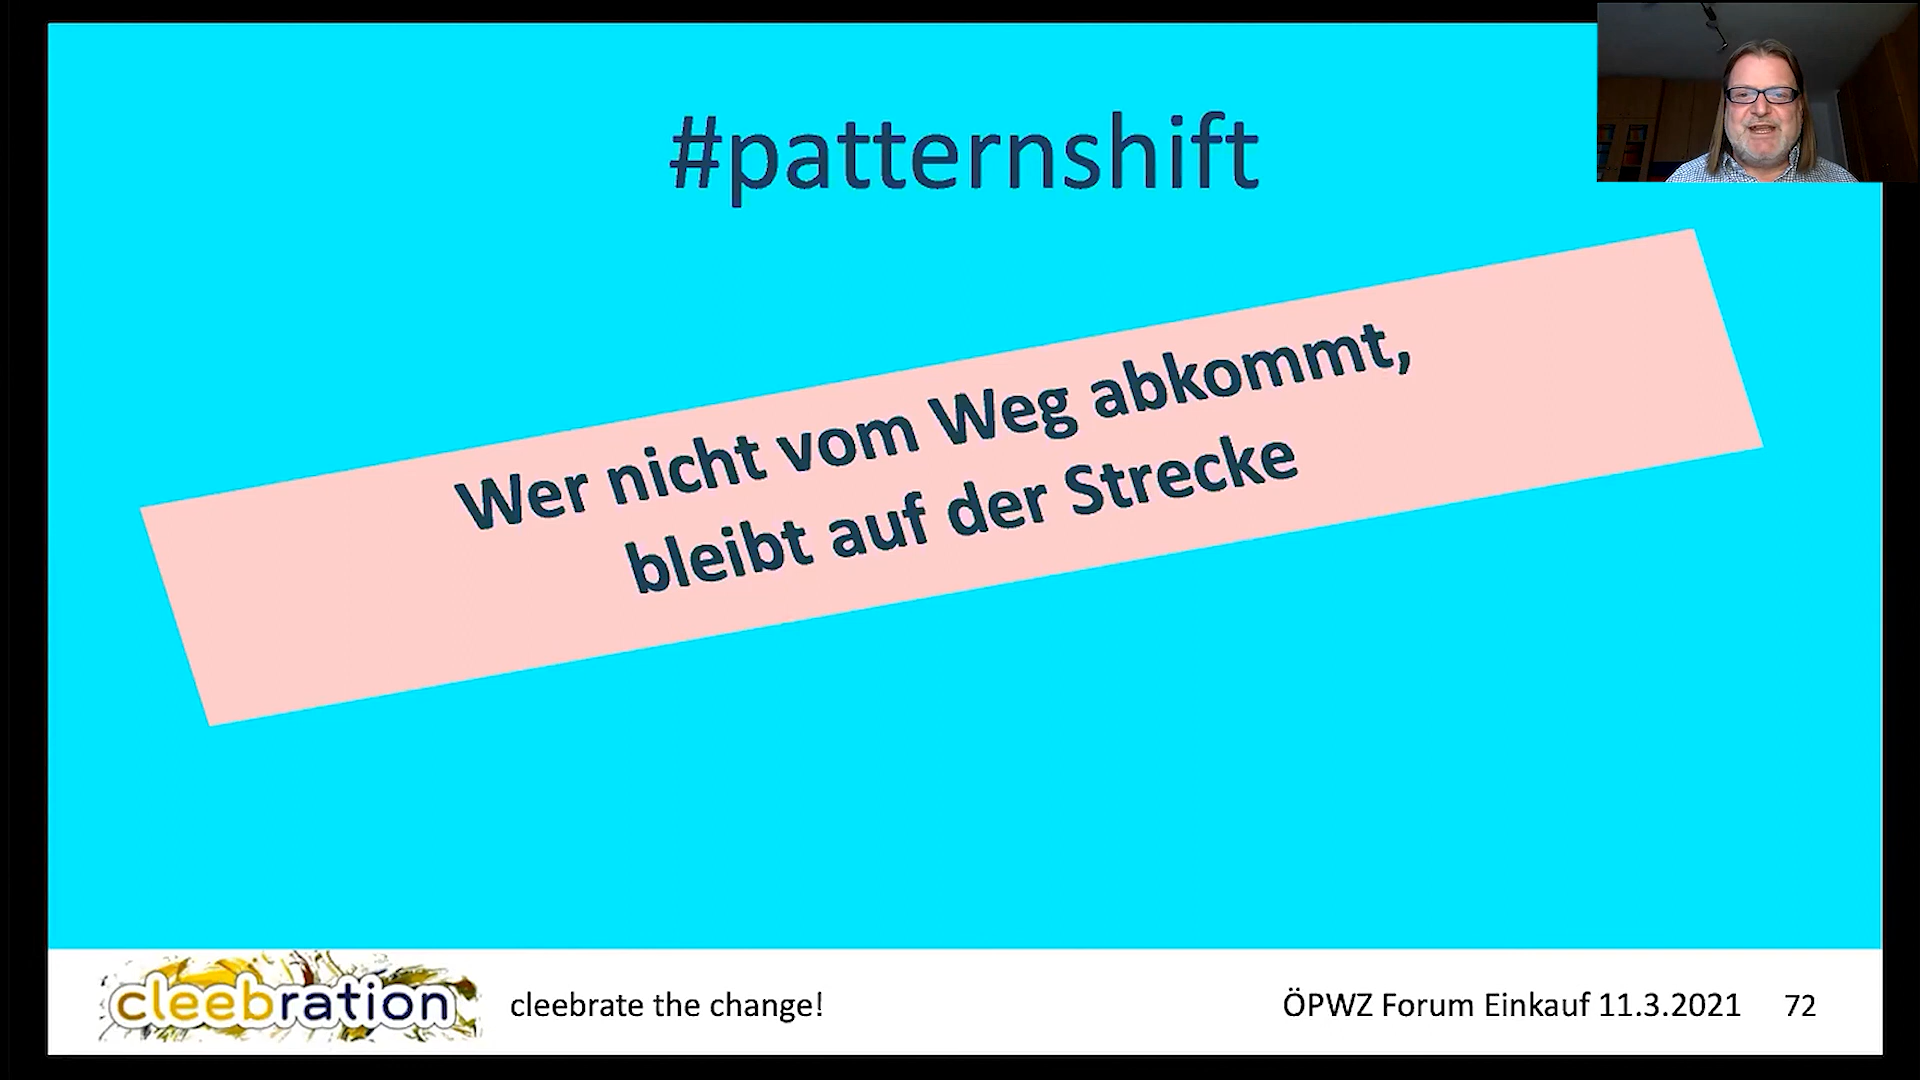 #patternshift
Wer nicht vom Weg abkommt,
bleibt auf der Strecke
cleebration
cleebrate the change!
ÖPWZ Forum Einkauf 11.3.2021
72